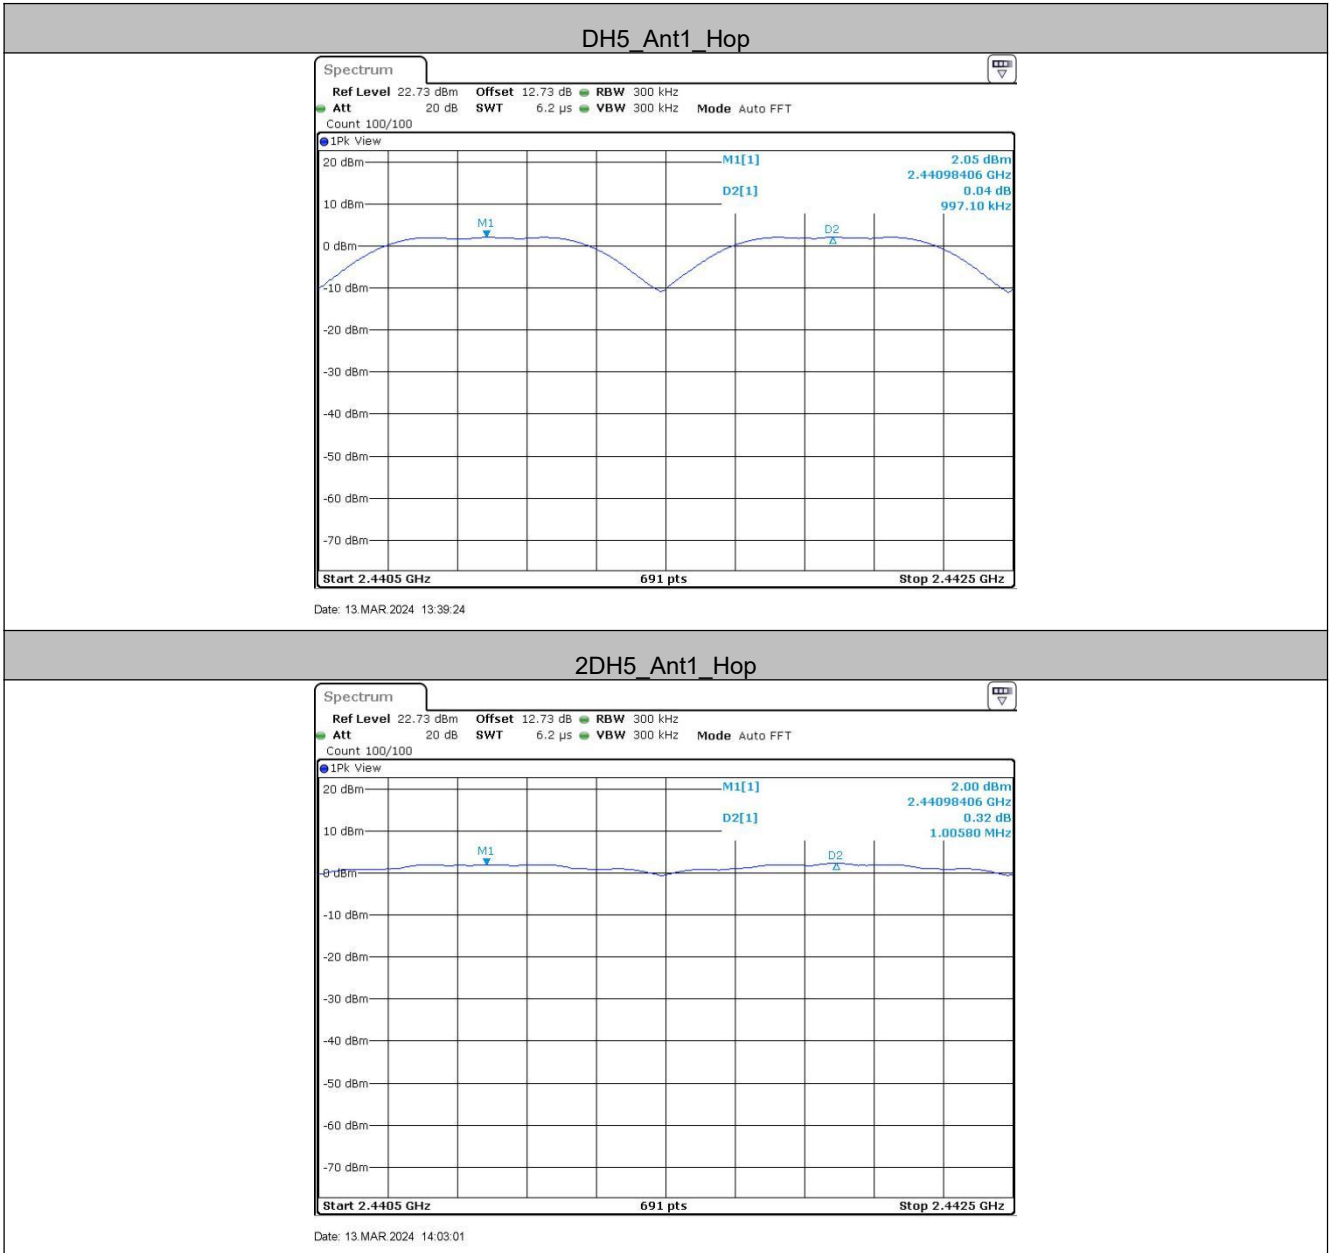 DH5_Ant1_Hop
Spectrum
Ref Level 22.73 dBm Offset 12.73 dB RBW 300 kHz
Att 20 dB SWT 6.2 µs VBW 300 kHz Mode Auto FFT
Count 100/100
1Pk View
20 dBm
M1[1] 2.05 dBm
2.44098406 GHz
D2[1] 0.04 dB
10 dBm
997.10 kHz
M1
D2
0 dBm
-10 dBm
-20 dBm
-30 dBm
-40 dBm
-50 dBm
-60 dBm
-70 dBm
Start 2.4405 GHz 691 pts Stop 2.4425 GHz
Date: 13.MAR.2024 13:39:24
2DH5_Ant1_Hop
Spectrum
Ref Level 22.73 dBm Offset 12.73 dB RBW 300 kHz
Att 20 dB SWT 6.2 µs VBW 300 kHz Mode Auto FFT
Count 100/100
1Pk View
20 dBm
M1[1] 2.00 dBm
2.44098406 GHz
D2[1] 0.32 dB
10 dBm
1.00580 MHz
M1
D2
0 dBm
-10 dBm
-20 dBm
-30 dBm
-40 dBm
-50 dBm
-60 dBm
-70 dBm
Start 2.4405 GHz 691 pts Stop 2.4425 GHz
Date: 13.MAR.2024 14:03:01